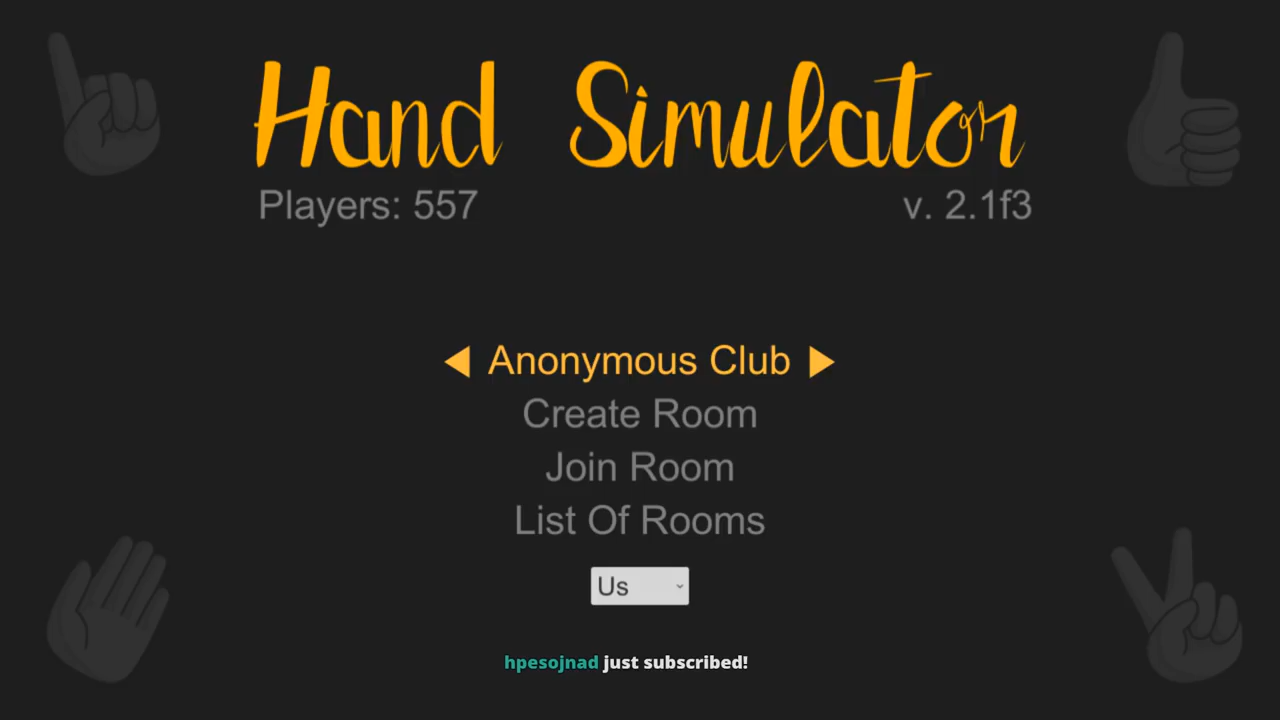 Hand Simulator
Players: 557 v. 2.1f3
Anonymous Club
Create Room
Join Room
List Of Rooms
Us
hpesojnad just subscribed!